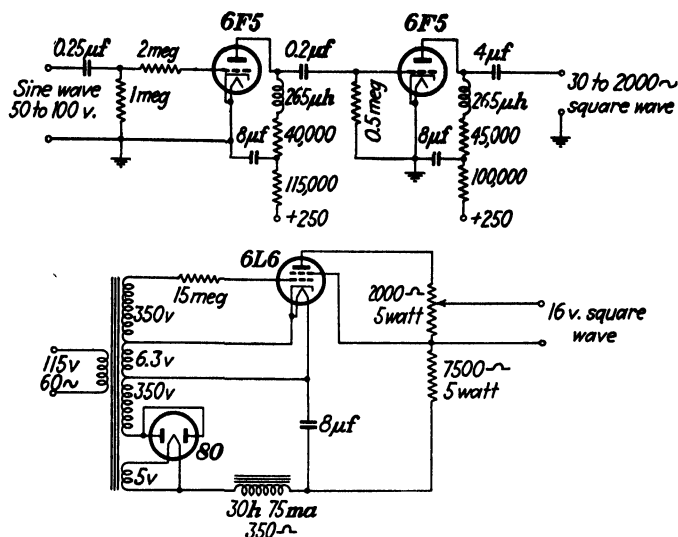 6F5
6F5
0.25µf
2meg
0.2µf
4µf
Sine wave
50 to 100 v.
1meg
265µh
0.5meg
265µh
30 to 2000~
square wave
8µf
40,000
8µf
45,000
115,000
100,000
+250
+250
6L6
15meg
350v
2000-⌒-
5watt
16 v. square
wave
115v
60~
6.3v
350v
7500-⌒-
5watt
8µf
80
5v
30h 75ma
350-⌒-